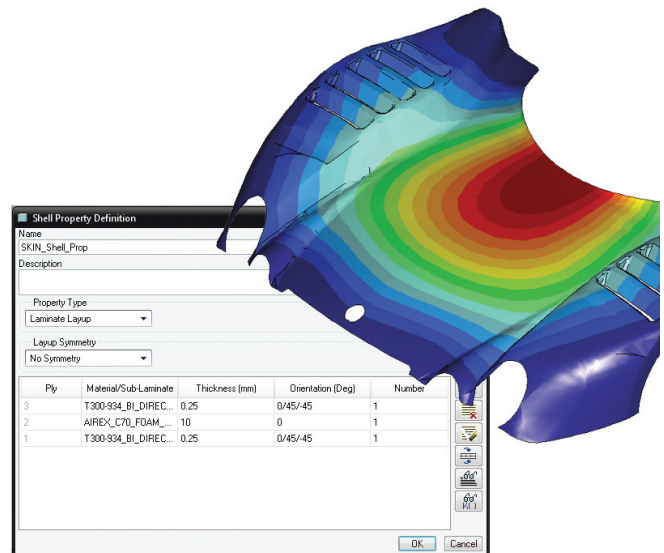 Shell Property Definition
Name
SKIN_Shell_Prop
Description
Property Type
Laminate Layup
Layup Symmetry
No Symmetry
Ply Material/Sub-Laminate Thickness (mm) Orientation (Deg) Number
3 T300-934_BI_DIREC... 0.25 0/45/-45 1
2 AIREX_C70_FOAM_... 10 0 1
1 T300-934_BI_DIREC... 0.25 0/45/-45 1
OK Cancel